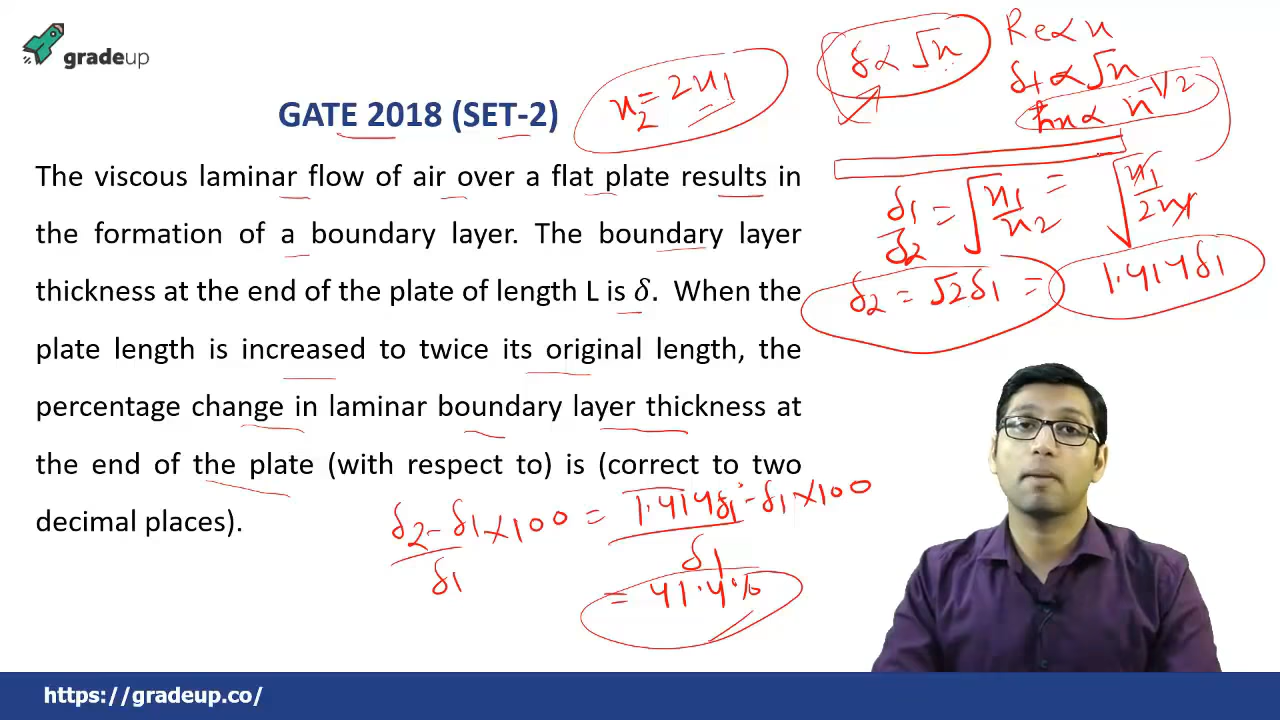 gradeup
GATE 2018 (SET-2)
x₂ = 2x₁
δ ∝ √x
Re ∝ x
δt ∝ √x
hx ∝ x^-1/2
The viscous laminar flow of air over a flat plate results in
the formation of a boundary layer. The boundary layer
thickness at the end of the plate of length L is δ. When the
plate length is increased to twice its original length, the
percentage change in laminar boundary layer thickness at
the end of the plate (with respect to) is (correct to two
decimal places).
δ₁/δ₂ = √(x₁/x₂) = √(x₁/2x₁)
δ₂ = √2δ₁ = 1.414δ₁
δ₂ - δ₁/δ₁ × 100 = 1.414δ₁ - δ₁/δ₁ × 100
= 41.4%
https://gradeup.co/